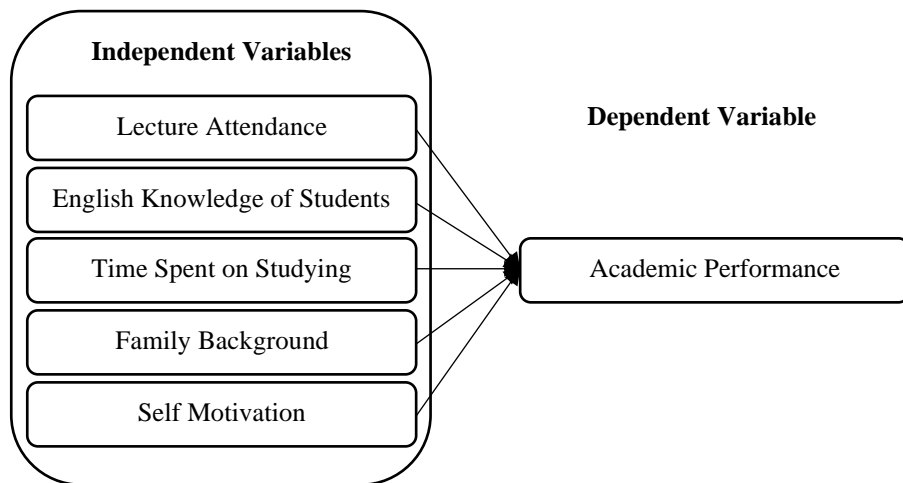 Independent Variables
Lecture Attendance
English Knowledge of Students
Time Spent on Studying
Family Background
Self Motivation
Dependent Variable
Academic Performance